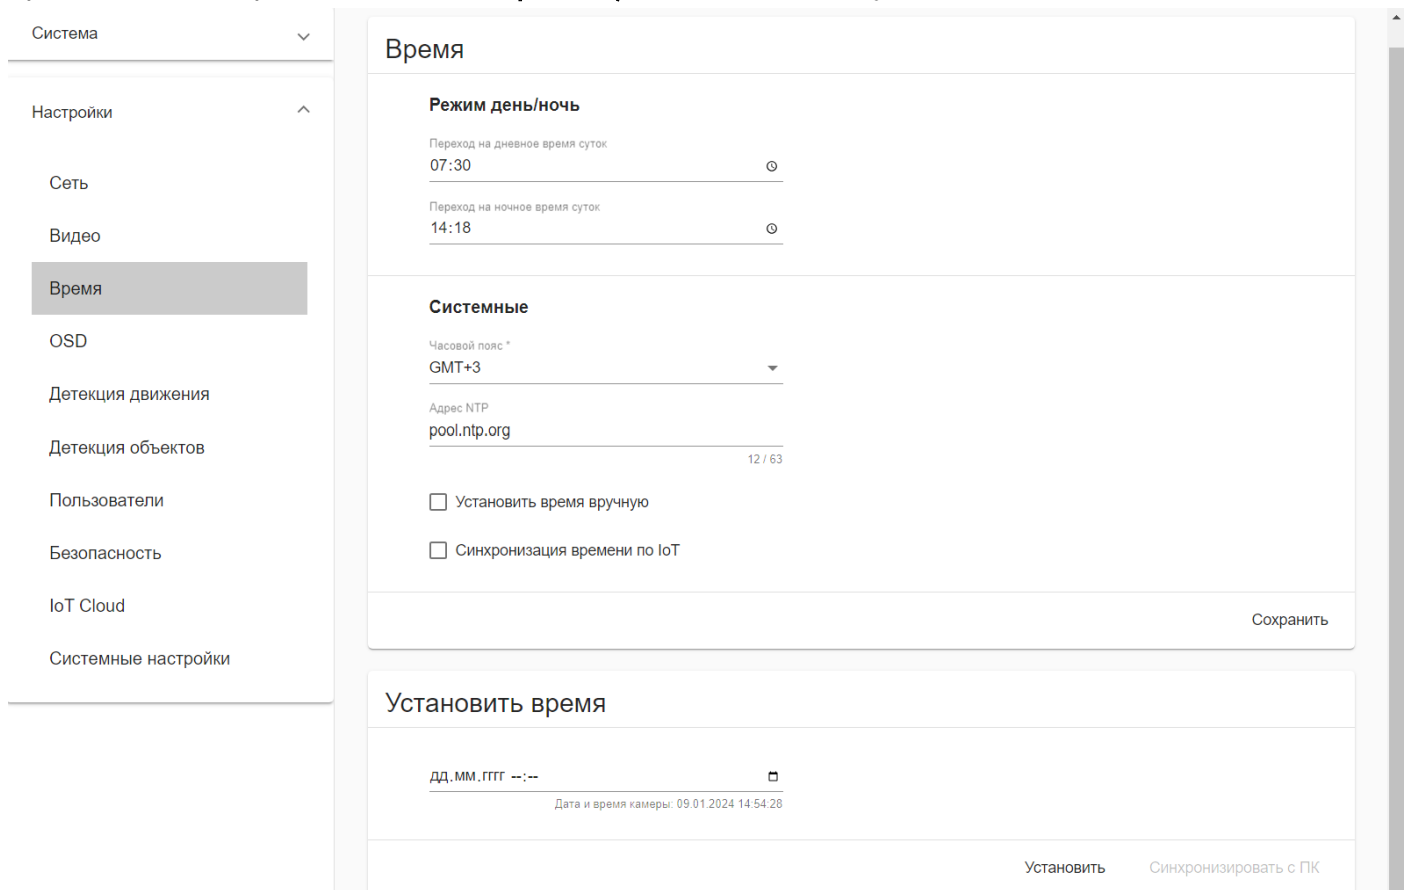 Система
Настройки
Сеть
Видео
Время
OSD
Детекция движения
Детекция объектов
Пользователи
Безопасность
IoT Cloud
Системные настройки
Время
Режим день/ночь
Переход на дневное время суток
07:30
Переход на ночное время суток
14:18
Системные
Часовой пояс *
GMT+3
Адрес NTP
pool.ntp.org
12 / 63
Установить время вручную
Синхронизация времени по IoT
Сохранить
Установить время
дд.мм.гггг --:--
Дата и время камеры: 09.01.2024 14:54:28
Установить Синхронизировать с ПК